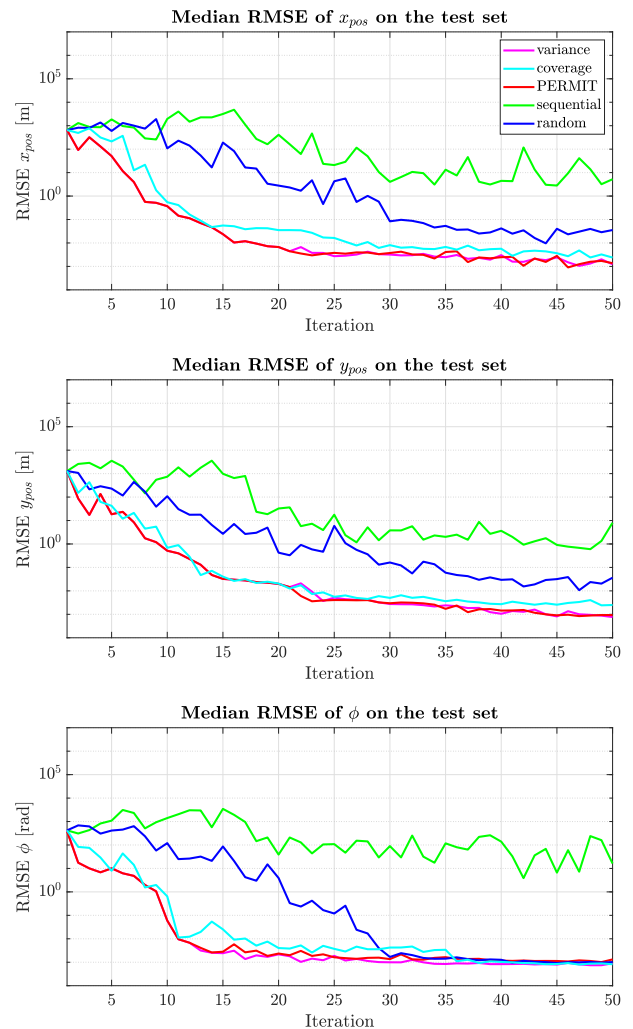 Median RMSE of x_pos on the test set
RMSE x_pos [m]
10^5
10^0
variance
coverage
PERMIT
sequential
random
5 10 15 20 25 30 35 40 45 50
Iteration
Median RMSE of y_pos on the test set
RMSE y_pos [m]
10^5
10^0
5 10 15 20 25 30 35 40 45 50
Iteration
Median RMSE of ϕ on the test set
RMSE ϕ [rad]
10^5
10^0
5 10 15 20 25 30 35 40 45 50
Iteration